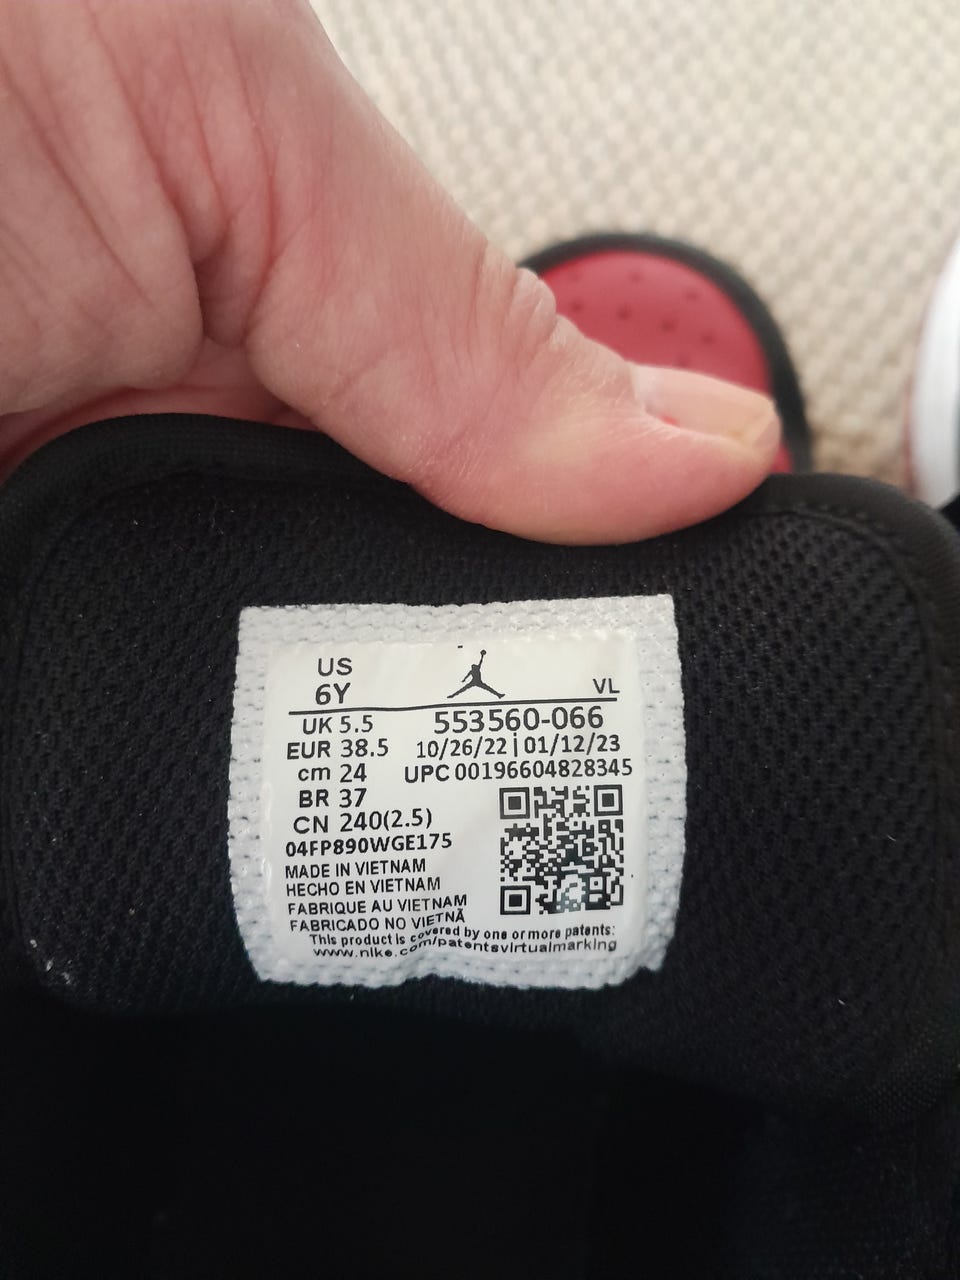 US
6Y
VL
UK 5.5
553560-066
EUR 38.5
10/26/22 | 01/12/23
cm 24
UPC 00196604828345
BR 37
CN 240(2.5)
04FP890WGE175
MADE IN VIETNAM
HECHO EN VIETNAM
FABRIQUE AU VIETNAM
FABRICADO NO VIETNÃ
This product is covered by one or more patents:
www.nike.com/patentsvirtualmarking